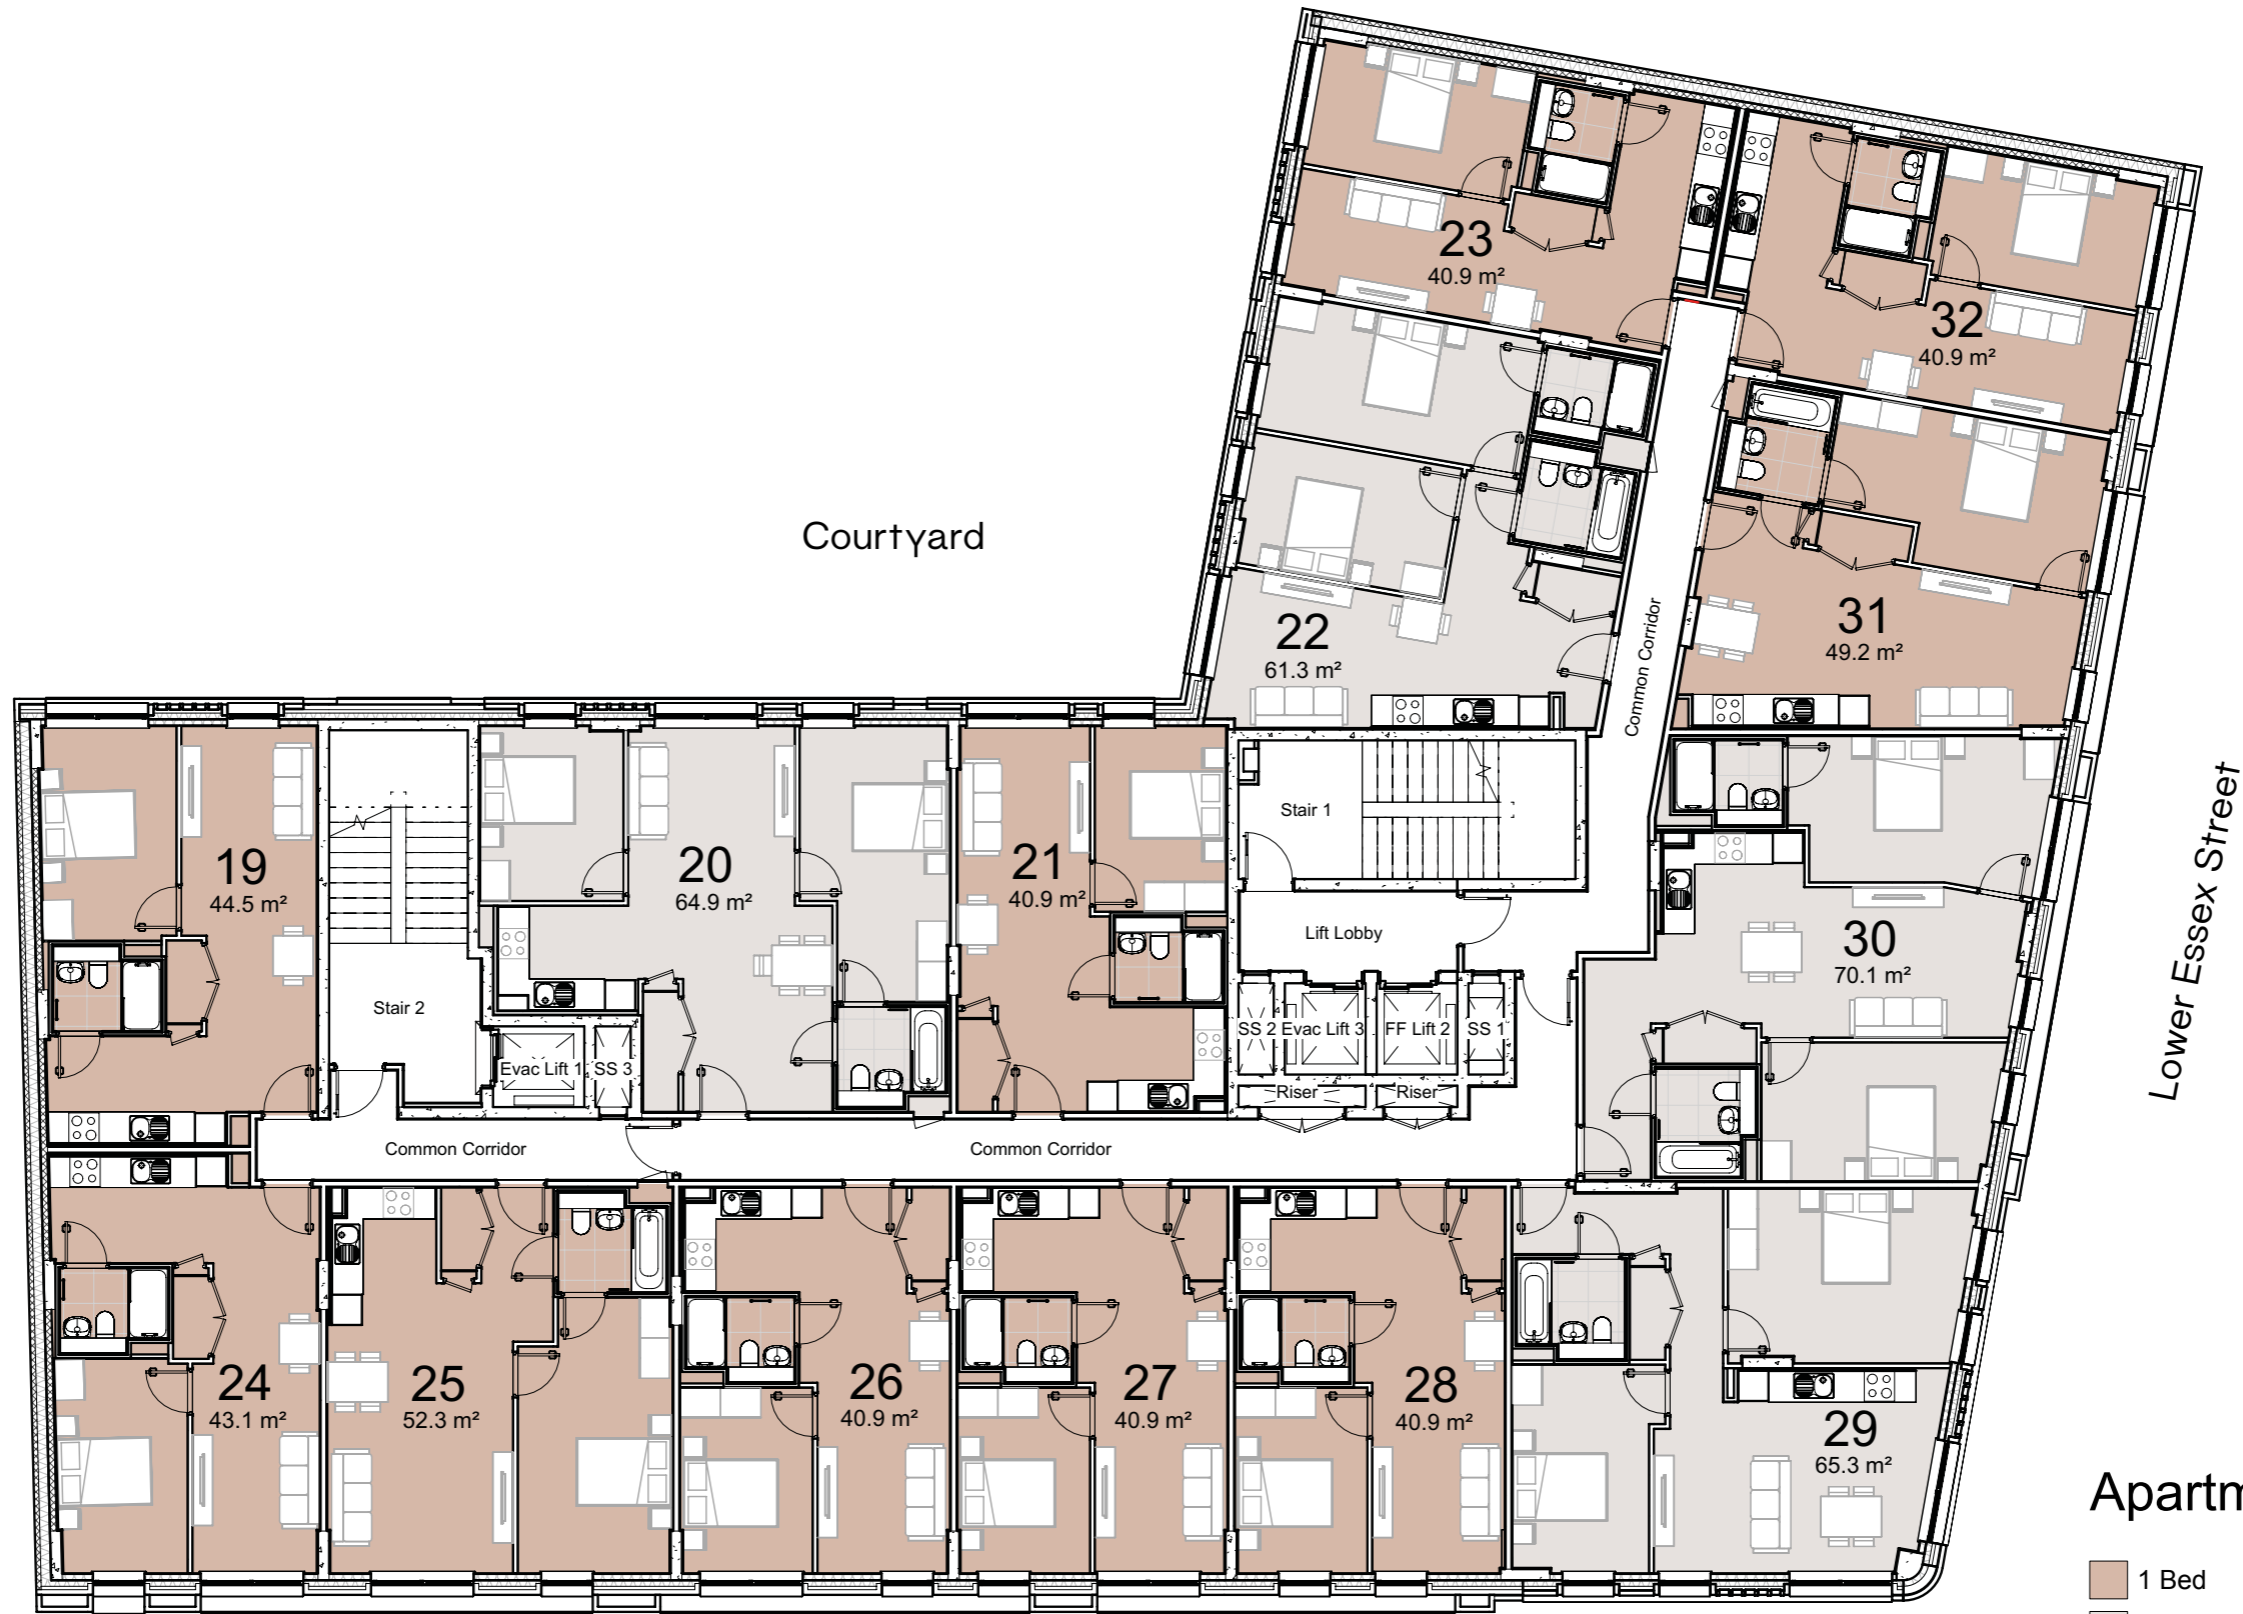 23
40.9 m²
32
40.9 m²
Courtyard
22
61.3 m²
Common Corridor
31
49.2 m²
19
44.5 m²
Stair 2
20
64.9 m²
21
40.9 m²
Stair 1
Lift Lobby
30
70.1 m²
Lower Essex Street
Evac Lift 1
SS 3
SS 2
Evac Lift 3
FF Lift 2
SS 1
Riser
Riser
Common Corridor
Common Corridor
24
43.1 m²
25
52.3 m²
26
40.9 m²
27
40.9 m²
28
40.9 m²
29
65.3 m²
1 Bed